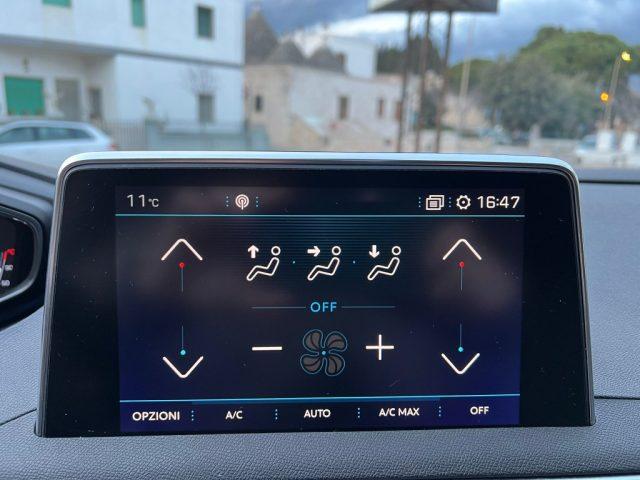 11°C 16:47
OFF
OPZIONI A/C AUTO A/C MAX OFF